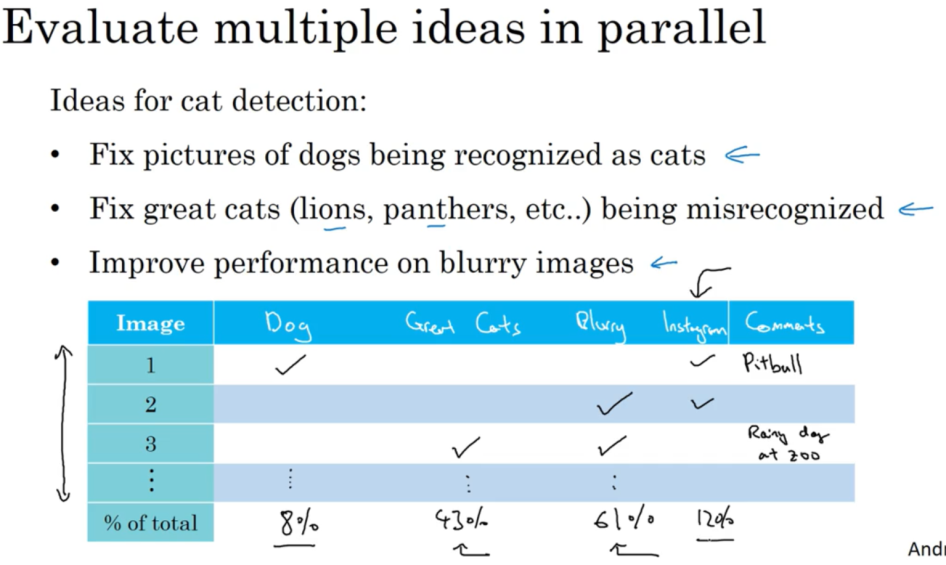 Evaluate multiple ideas in parallel
Ideas for cat detection:
• Fix pictures of dogs being recognized as cats
• Fix great cats (lions, panthers, etc..) being misrecognized
• Improve performance on blurry images
Image Dog Great Cats Blurry Instagram Comments
1 ✓ ✓ Pitbull
2 ✓ ✓
3 ✓ ✓ Rainy day
at zoo
⋮ ⋮ ⋮ ⋮
% of total 8% 43% 61% 12%
Andr